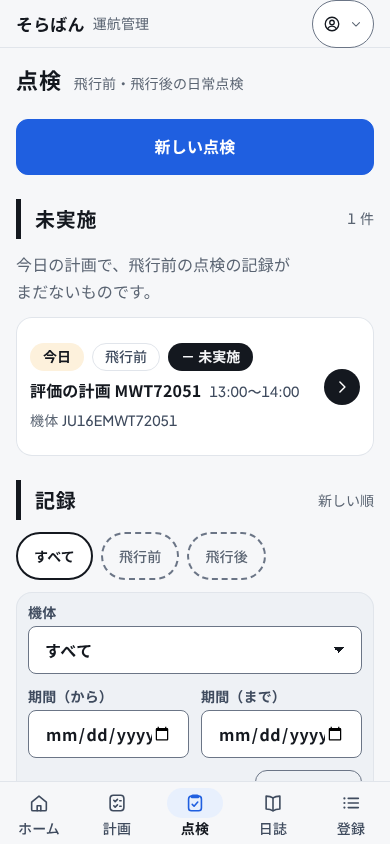 そらばん 運航管理
点検 飛行前・飛行後の日常点検
新しい点検
未実施 1 件
今日の計画で、飛行前の点検の記録が
まだないものです。
今日 飛行前 － 未実施
評価の計画 MWT72051 13:00〜14:00
機体 JU16EMWT72051
記録 新しい順
すべて 飛行前 飛行後
機体
すべて
期間（から） 期間（まで）
mm/dd/yyyy mm/dd/yyyy
ホーム 計画 点検 日誌 登録